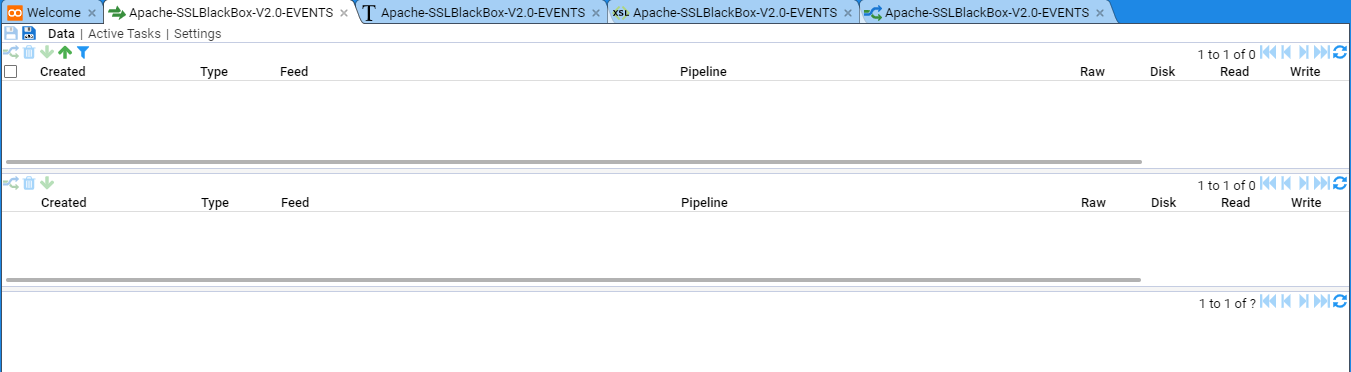 Welcome Apache-SSLBlackBox-V2.0-EVENTS T Apache-SSLBlackBox-V2.0-EVENTS XSL Apache-SSLBlackBox-V2.0-EVENTS Apache-SSLBlackBox-V2.0-EVENTS
Data | Active Tasks | Settings
1 to 1 of 0
Created Type Feed Pipeline Raw Disk Read Write
1 to 1 of 0
Created Type Feed Pipeline Raw Disk Read Write
1 to 1 of ?